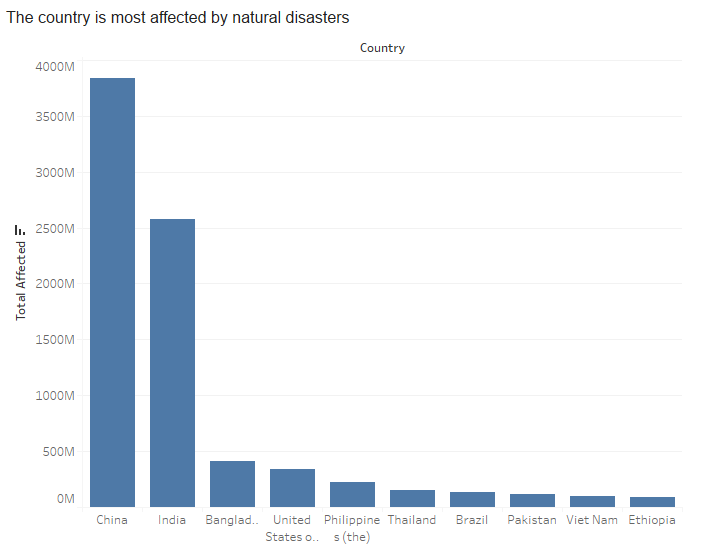 The country is most affected by natural disasters
Country
4000M
3500M
3000M
2500M
2000M
1500M
1000M
500M
0M
Total Affected
China
India
Banglad..
United
States o..
Philippine
s (the)
Thailand
Brazil
Pakistan
Viet Nam
Ethiopia